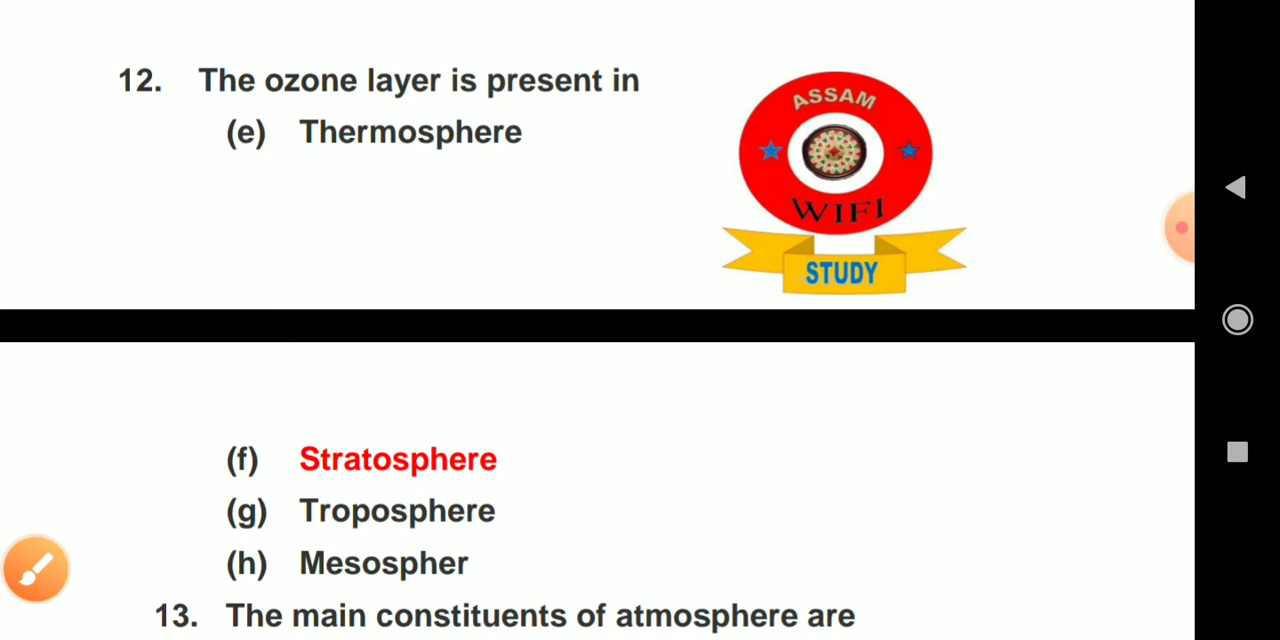 12. The ozone layer is present in
(e) Thermosphere
ASSAM
WIFI
STUDY
(f) Stratosphere
(g) Troposphere
(h) Mesospher
13. The main constituents of atmosphere are